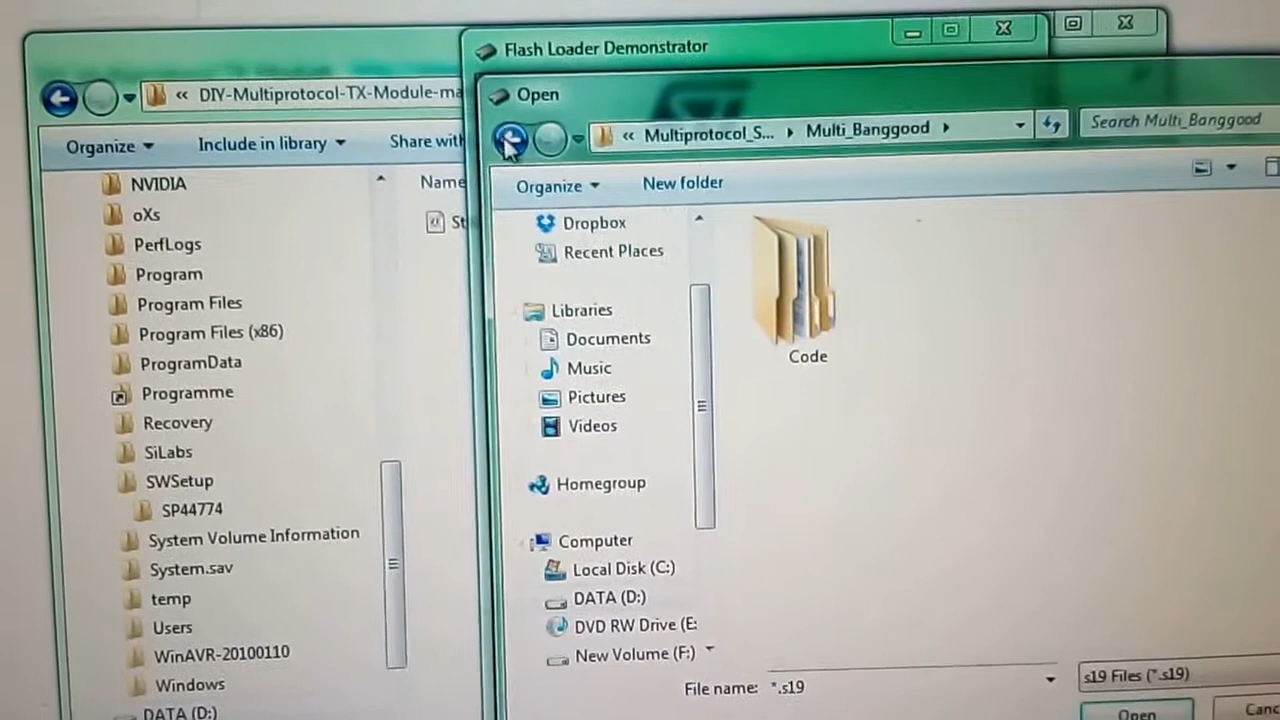 Flash Loader Demonstrator
Open
« DIY-Multiprotocol-TX-Module-ma
« Multiprotocol_S... ▸ Multi_Banggood ▸
Search Multi_Banggood
Organize
Include in library
Share with
Organize
New folder
NVIDIA
oXs
PerfLogs
Program
Program Files
Program Files (x86)
ProgramData
Programme
Recovery
SiLabs
SWSetup
SP44774
System Volume Information
System.sav
temp
Users
WinAVR-20100110
Windows
DATA (D:)
Name
St
Dropbox
Recent Places
Libraries
Documents
Music
Pictures
Videos
Homegroup
Computer
Local Disk (C:)
DATA (D:)
DVD RW Drive (E:
New Volume (F:)
Code
File name: *.s19
s19 Files (*.s19)
Open
Canc